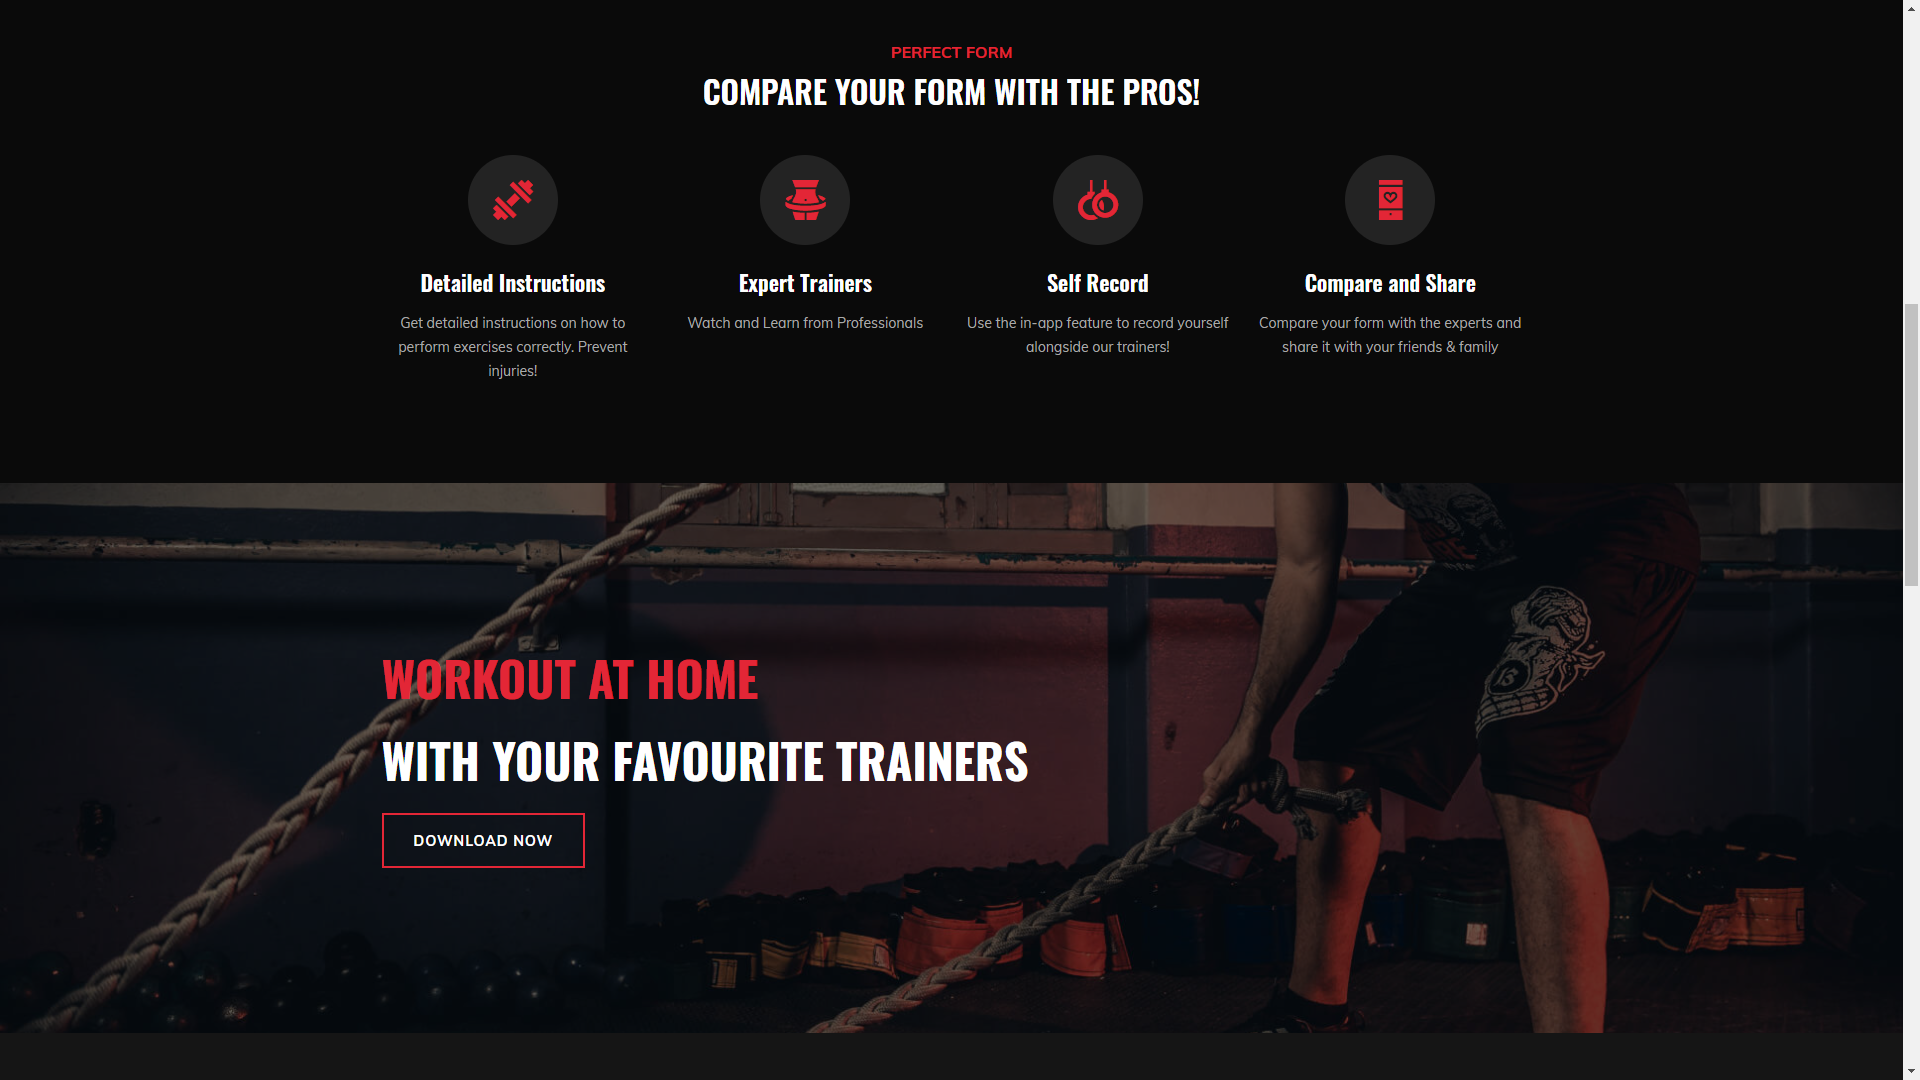 PERFECT FORM
COMPARE YOUR FORM WITH THE PROS!
Detailed Instructions
Get detailed instructions on how to
perform exercises correctly. Prevent
injuries!
Expert Trainers
Watch and Learn from Professionals
Self Record
Use the in-app feature to record yourself
alongside our trainers!
Compare and Share
Compare your form with the experts and
share it with your friends & family
WORKOUT AT HOME
WITH YOUR FAVOURITE TRAINERS
DOWNLOAD NOW
13